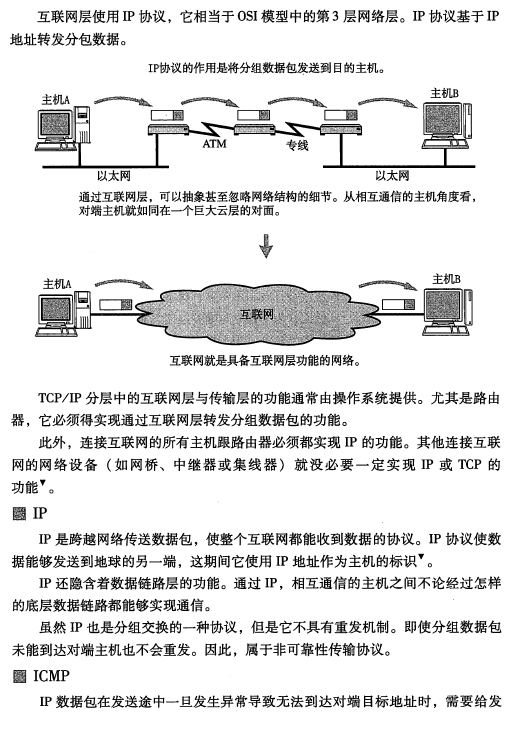 互联网层使用 IP 协议，它相当于 OSI 模型中的第 3 层网络层。IP 协议基于 IP
地址转发分包数据。
IP协议的作用是将分组数据包发送到目的主机。
主机A
主机B
ATM
专线
以太网
以太网
通过互联网层，可以抽象甚至忽略网络结构的细节。从相互通信的主机角度看，
对端主机就如同在一个巨大云层的对面。
主机A
主机B
互联网
互联网就是具备互联网层功能的网络。
TCP/IP 分层中的互联网层与传输层的功能通常由操作系统提供。尤其是路由
器，它必须得实现通过互联网层转发分组数据包的功能。
此外，连接互联网的所有主机跟路由器必须都实现 IP 的功能。其他连接互联
网的网络设备（如网桥、中继器或集线器）就没必要一定实现 IP 或 TCP 的
功能▼。
IP
IP 是跨越网络传送数据包，使整个互联网都能收到数据的协议。IP 协议使数
据能够发送到地球的另一端，这期间它使用 IP 地址作为主机的标识▼。
IP 还隐含着数据链路层的功能。通过 IP，相互通信的主机之间不论经过怎样
的底层数据链路都能够实现通信。
虽然 IP 也是分组交换的一种协议，但是它不具有重发机制。即使分组数据包
未能到达对端主机也不会重发。因此，属于非可靠性传输协议。
ICMP
IP 数据包在发送途中一旦发生异常导致无法到达对端目标地址时，需要给发